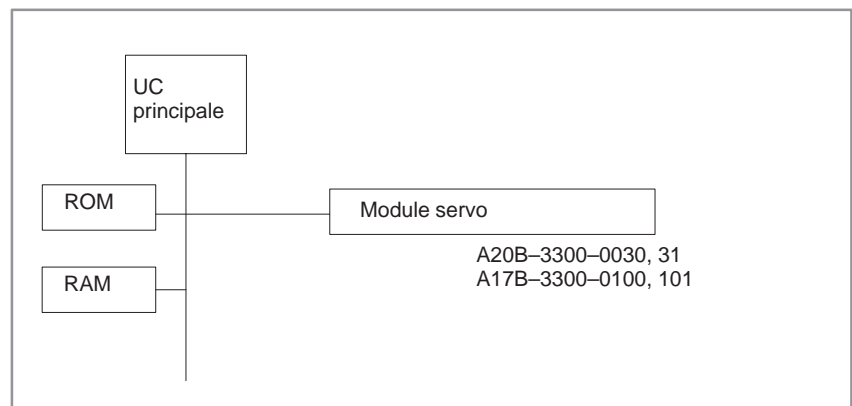 UC
principale
ROM
Module servo
A20B–3300–0030, 31
A17B–3300–0100, 101
RAM